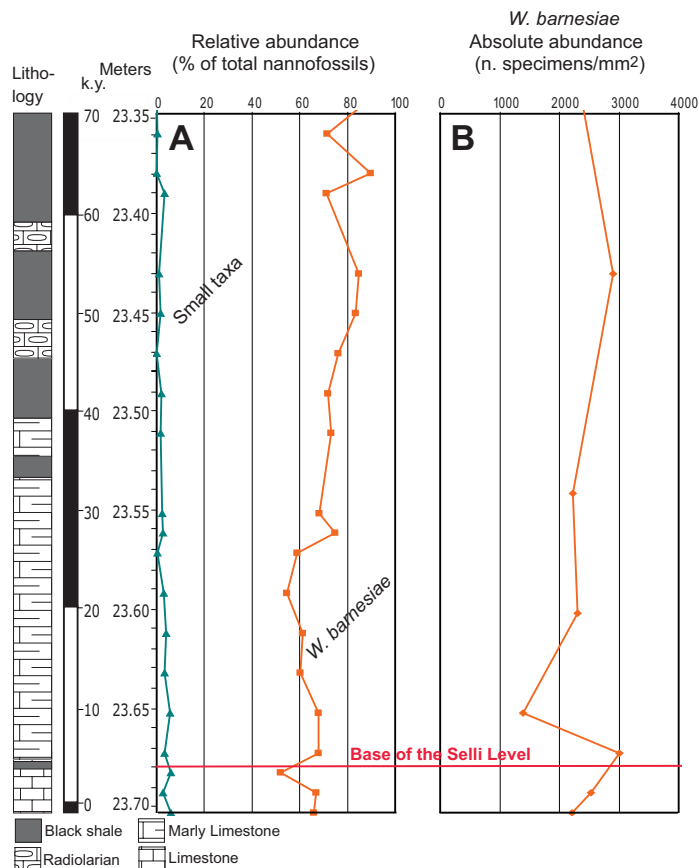 W. barnesiae
Relative abundance
(% of total nannofossils)
Absolute abundance
(n. specimens/mm2)
Litho-
logy
k.y.
Meters
0 20 40 60 80 100
0 1000 2000 3000 4000
A
B
70 23.35
60 23.40
50 23.45
40 23.50
30 23.55
20 23.60
10 23.65
0 23.70
Small taxa
W. barnesiae
Base of the Selli Level
Black shale
Marly Limestone
Radiolarian
Limestone